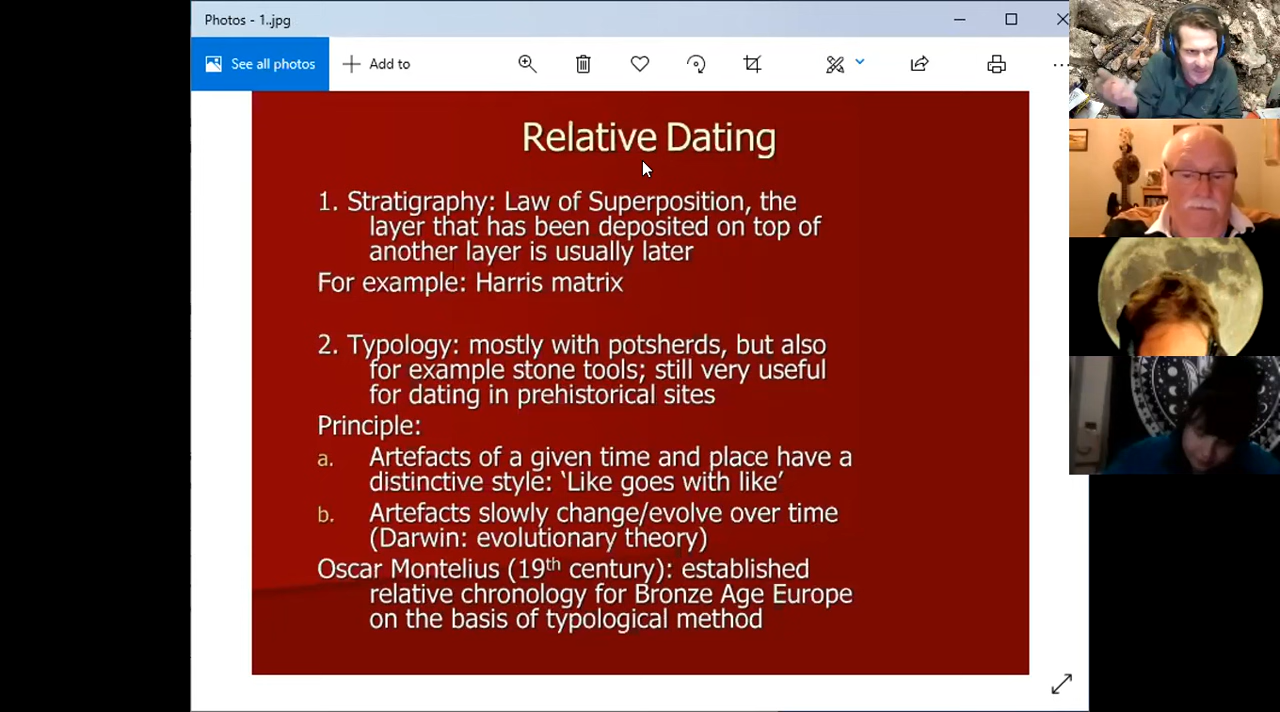 Photos - 1..jpg
See all photos
Add to
Relative Dating
1. Stratigraphy: Law of Superposition, the
layer that has been deposited on top of
another layer is usually later
For example: Harris matrix
2. Typology: mostly with potsherds, but also
for example stone tools; still very useful
for dating in prehistorical sites
Principle:
a. Artefacts of a given time and place have a
distinctive style: ‘Like goes with like’
b. Artefacts slowly change/evolve over time
(Darwin: evolutionary theory)
Oscar Montelius (19th century): established
relative chronology for Bronze Age Europe
on the basis of typological method